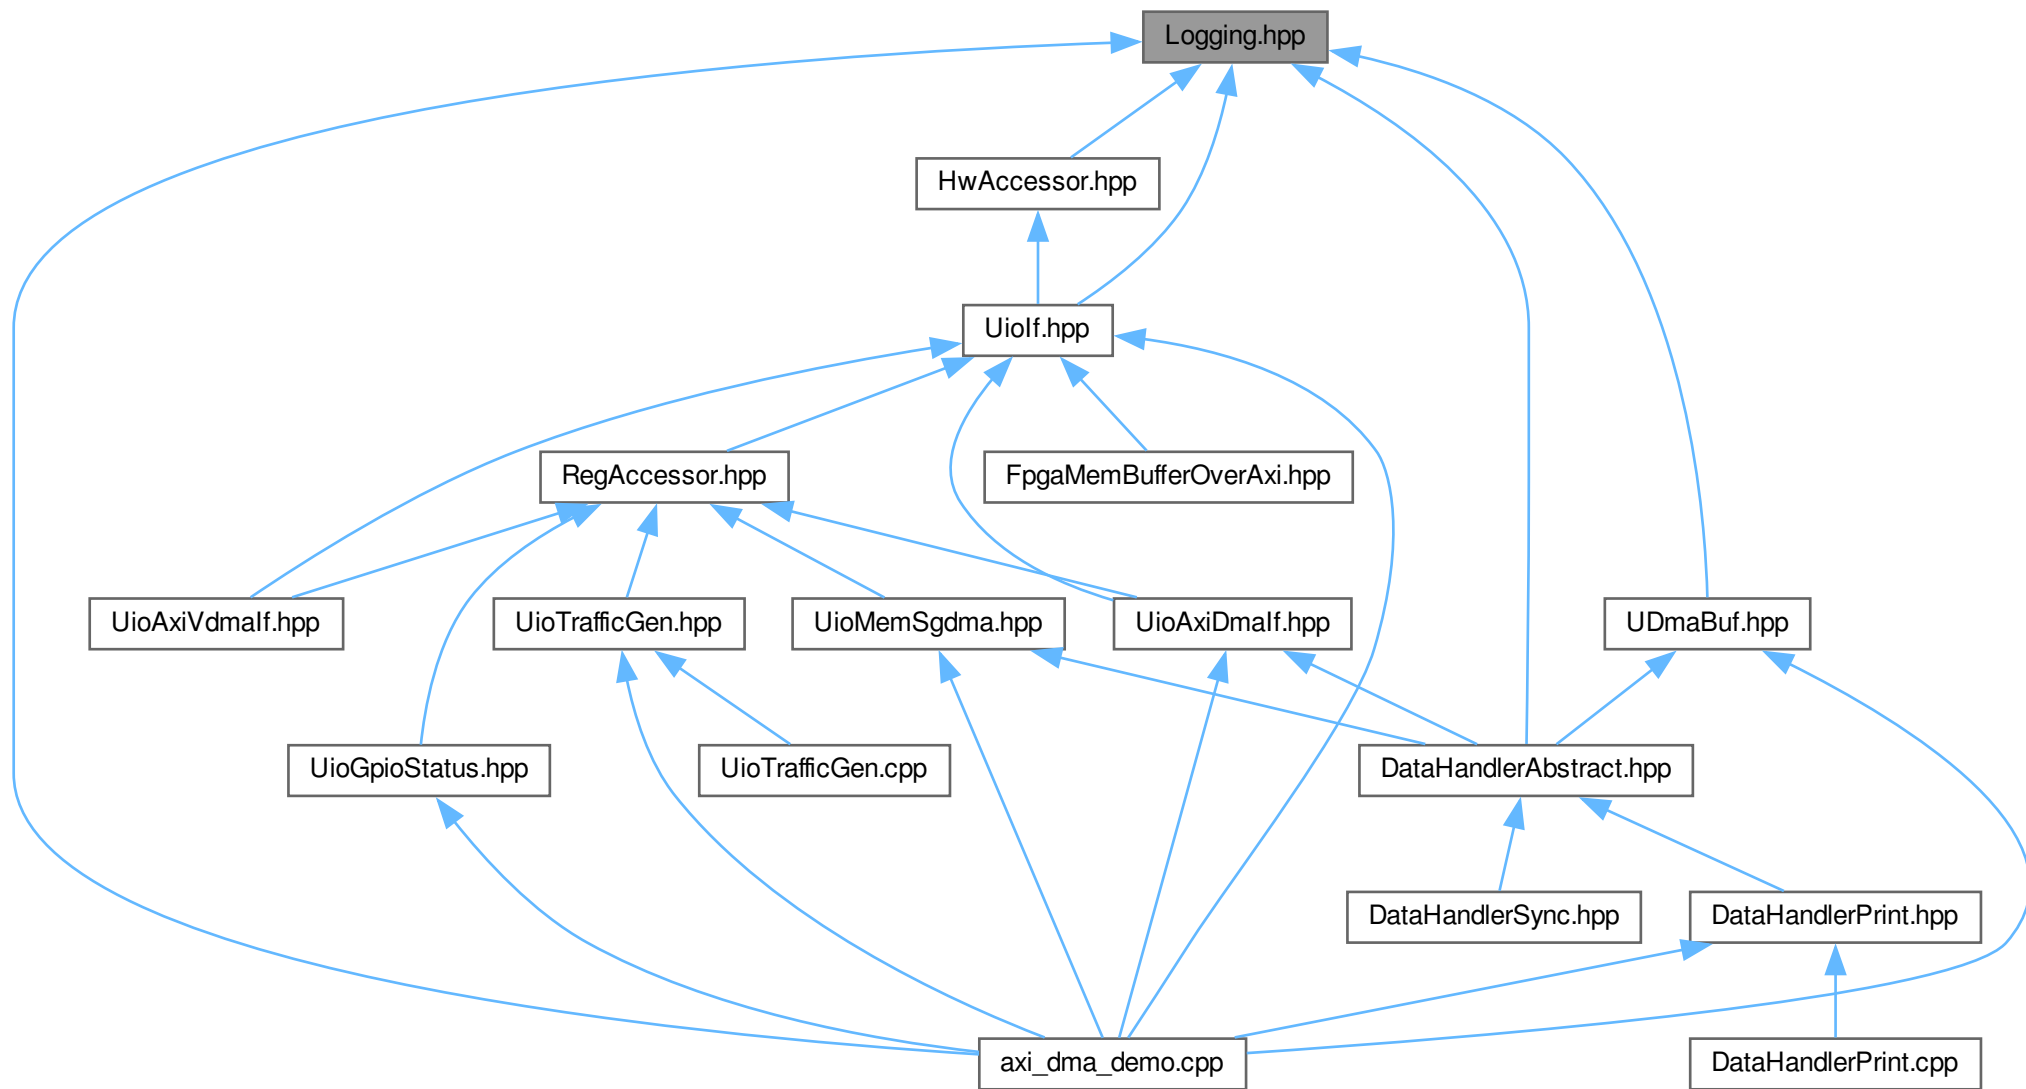 Logging.hpp
HwAccessor.hpp
UioIf.hpp
RegAccessor.hpp
FpgaMemBufferOverAxi.hpp
UioAxiVdmaIf.hpp
UioTrafficGen.hpp
UioMemSgdma.hpp
UioAxiDmaIf.hpp
UDmaBuf.hpp
UioGpioStatus.hpp
UioTrafficGen.cpp
DataHandlerAbstract.hpp
DataHandlerSync.hpp
DataHandlerPrint.hpp
axi_dma_demo.cpp
DataHandlerPrint.cpp